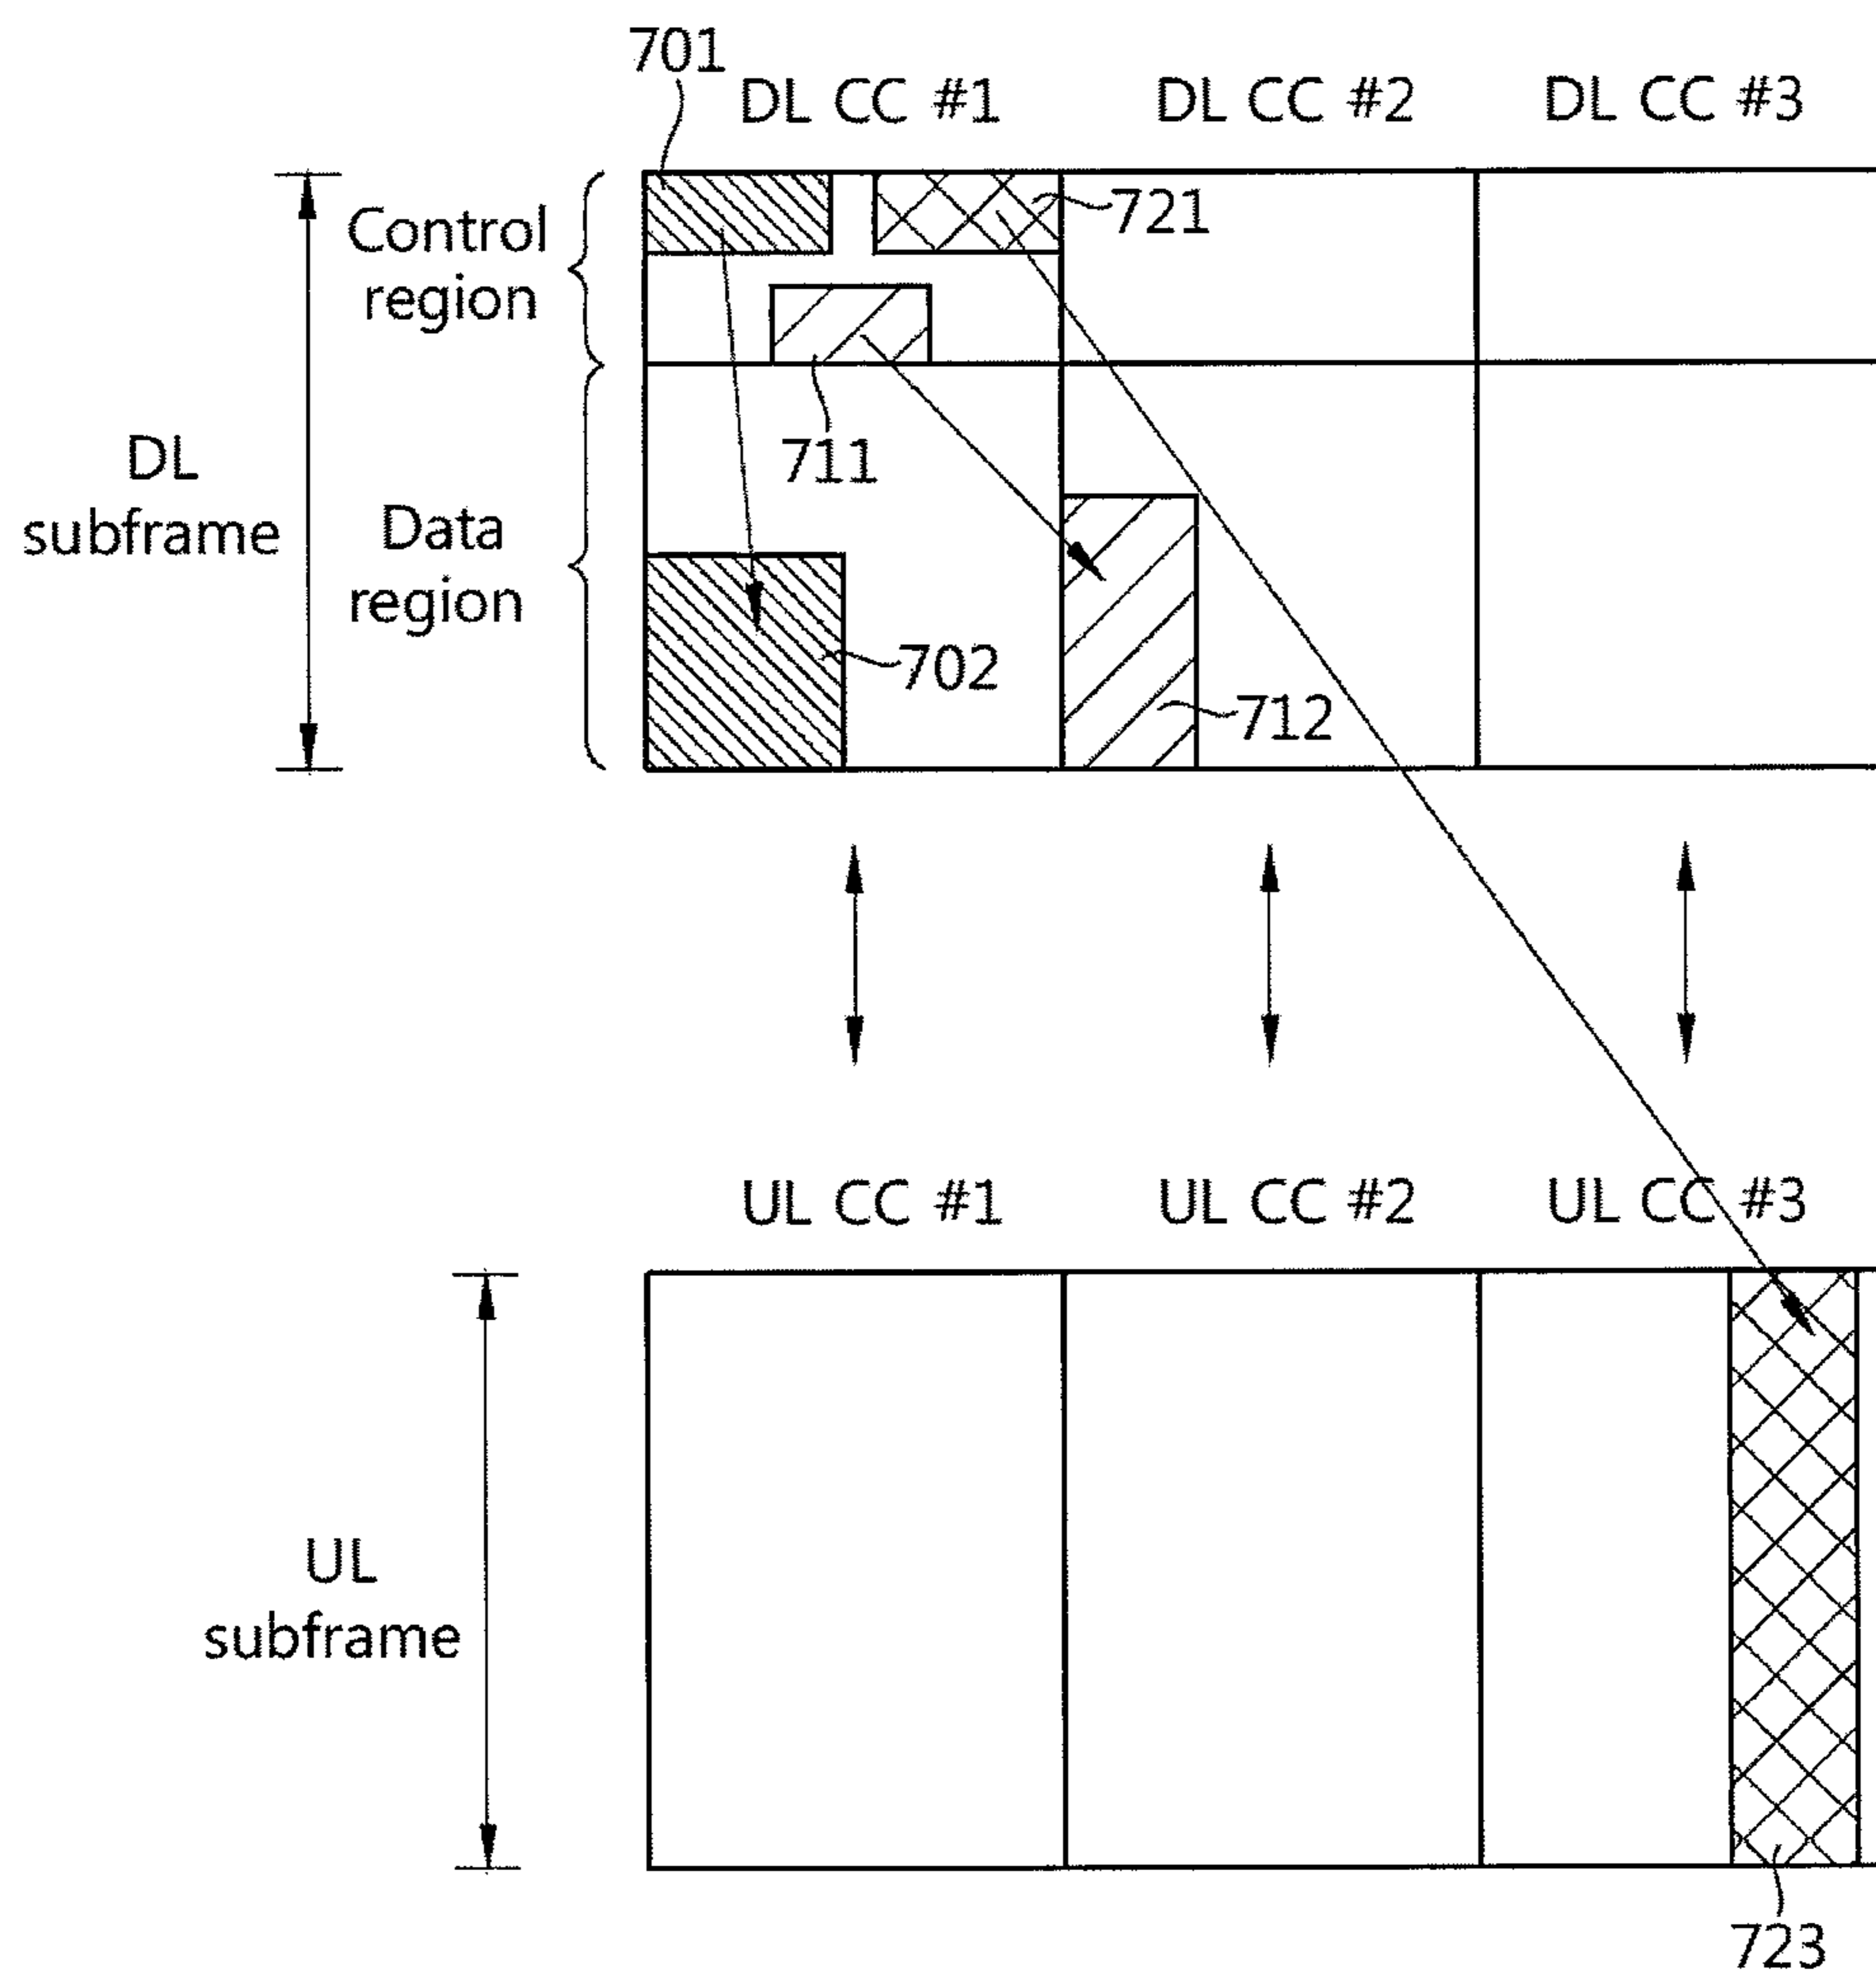 701
DL CC #1
DL CC #2
DL CC #3
Control
region
721
711
DL
subframe
Data
region
702
712
UL CC #1
UL CC #2
UL CC #3
UL
subframe
723